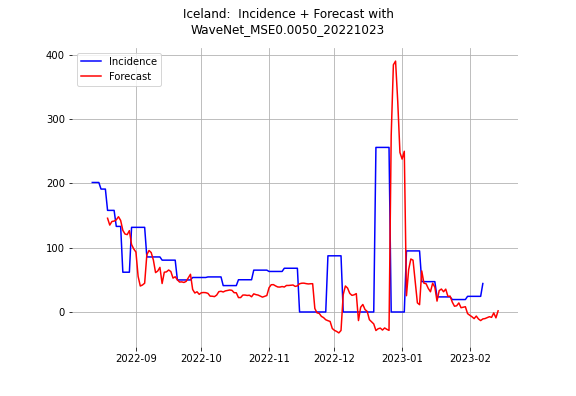 Iceland:  Incidence + Forecast with
WaveNet_MSE0.0050_20221023
Incidence
Forecast
400
300
200
100
0
2022-09 2022-10 2022-11 2022-12 2023-01 2023-02